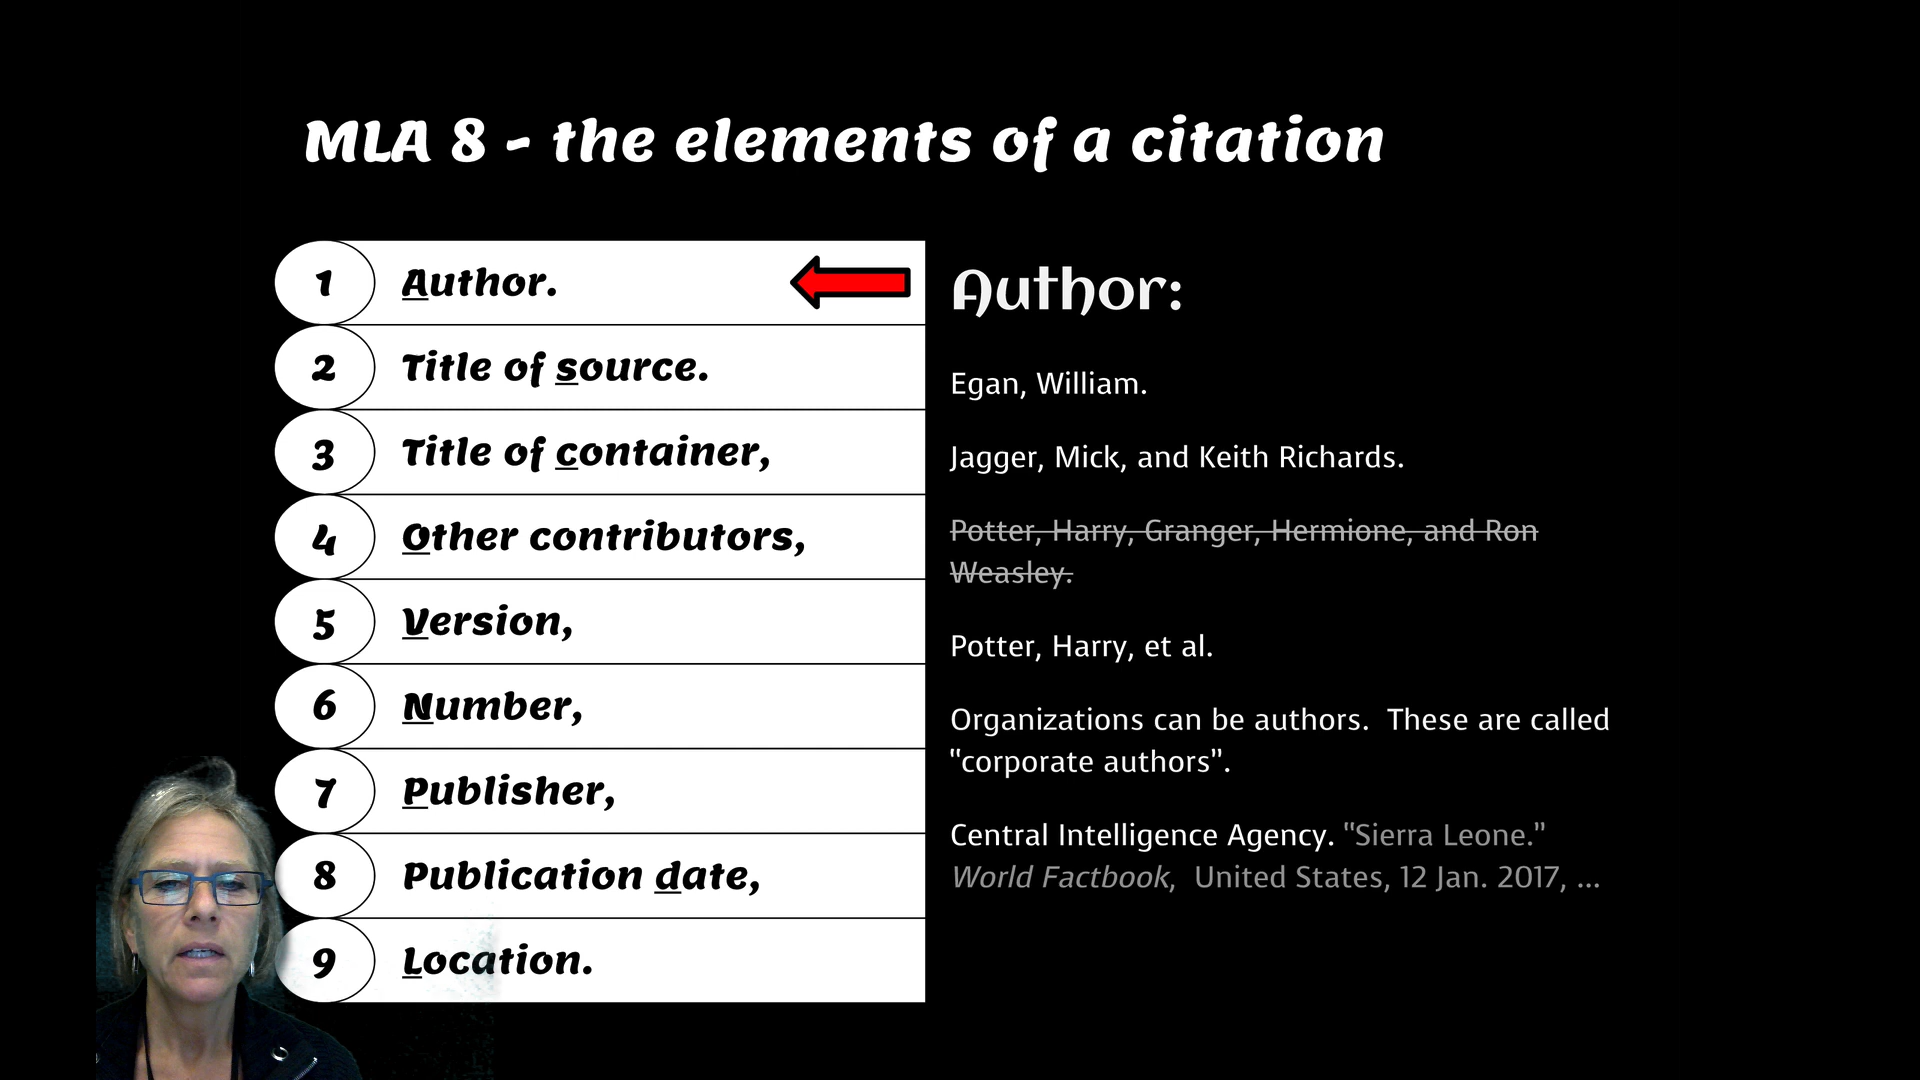 MLA 8 - the elements of a citation
1 Author.
2 Title of source.
3 Title of container,
4 Other contributors,
5 Version,
6 Number,
7 Publisher,
8 Publication date,
9 Location.
Author:
Egan, William.
Jagger, Mick, and Keith Richards.
Potter, Harry, Granger, Hermione, and Ron
Weasley.
Potter, Harry, et al.
Organizations can be authors.  These are called
“corporate authors”.
Central Intelligence Agency. “Sierra Leone.”
World Factbook,  United States, 12 Jan. 2017, ...